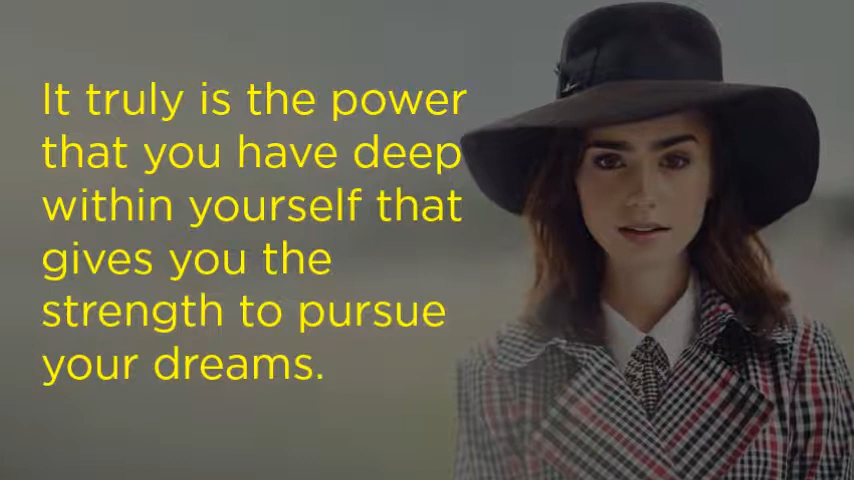 It truly is the power
that you have deep
within yourself that
gives you the
strength to pursue
your dreams.